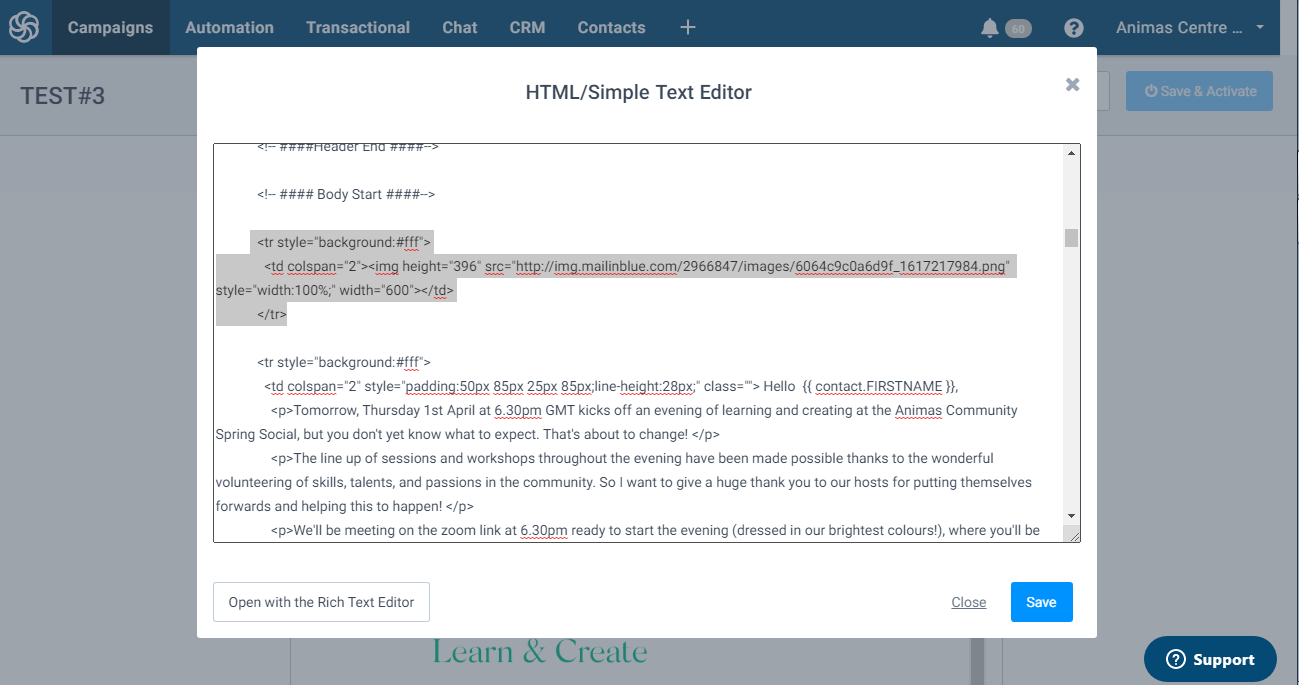 Campaigns Automation Transactional Chat CRM Contacts + 60 ? Animas Centre ...
TEST#3
Save & Activate
HTML/Simple Text Editor
<!-- ####Header End ####-->
<!-- #### Body Start ####-->
<tr style="background:#fff">
<td colspan="2"><img height="396" src="http://img.mailinblue.com/2966847/images/6064c9c0a6d9f_1617217984.png"
style="width:100%;" width="600"></td>
</tr>
<tr style="background:#fff">
<td colspan="2" style="padding:50px 85px 25px 85px;line-height:28px;" class=""> Hello  {{ contact.FIRSTNAME }},
<p>Tomorrow, Thursday 1st April at 6.30pm GMT kicks off an evening of learning and creating at the Animas Community
Spring Social, but you don't yet know what to expect. That's about to change! </p>
<p>The line up of sessions and workshops throughout the evening have been made possible thanks to the wonderful
volunteering of skills, talents, and passions in the community. So I want to give a huge thank you to our hosts for putting themselves
forwards and helping this to happen! </p>
<p>We'll be meeting on the zoom link at 6.30pm ready to start the evening (dressed in our brightest colours!), where you'll be
Open with the Rich Text Editor
Close
Save
Learn & Create
? Support